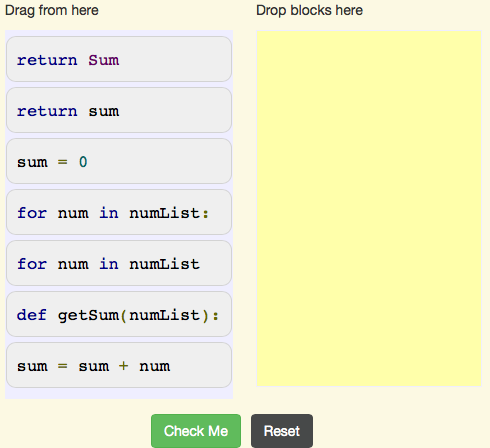 Drag from here
Drop blocks here
return Sum
return sum
sum = 0
for num in numList:
for num in numList
def getSum(numList):
sum = sum + num
Check Me
Reset